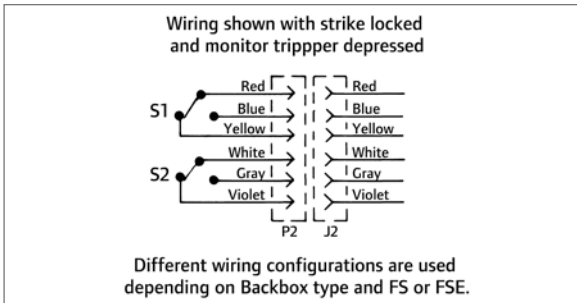 Wiring shown with strike locked
and monitor trippper depressed
Red Red
S1 Blue Blue
Yellow Yellow
White White
S2 Gray Gray
Violet Violet
P2 J2
Different wiring configurations are used
depending on Backbox type and FS or FSE.